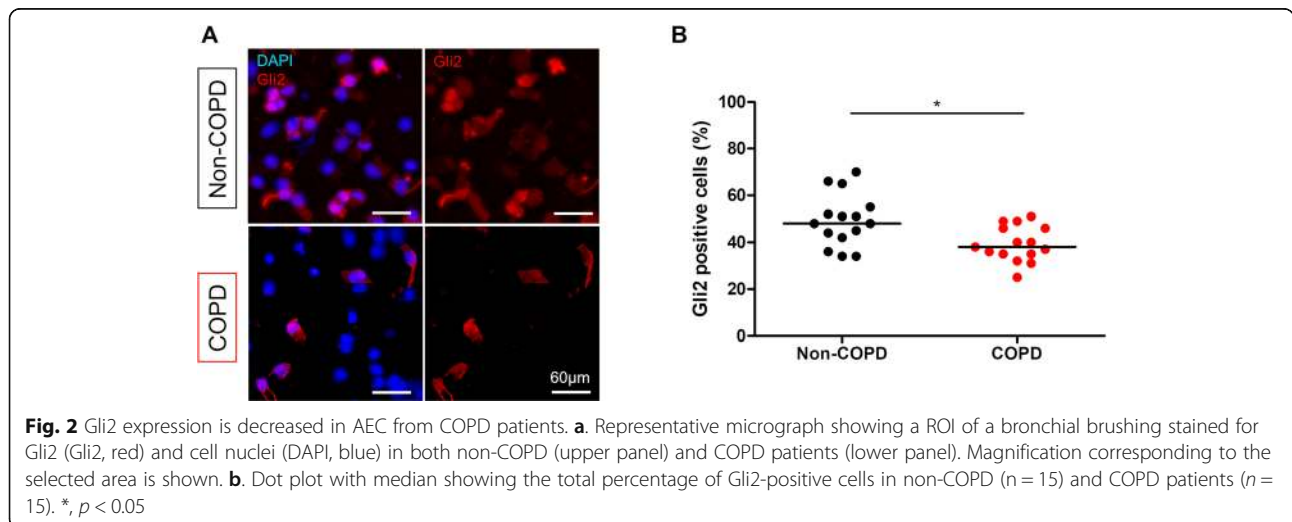 A
B
Non-COPD
DAPI
Gli2
Gli2
COPD
60μm
Gli2 positive cells (%)
100
80
60
40
20
0
*
Non-COPD
COPD
Fig. 2 Gli2 expression is decreased in AEC from COPD patients. a. Representative micrograph showing a ROI of a bronchial brushing stained for
Gli2 (Gli2, red) and cell nuclei (DAPI, blue) in both non-COPD (upper panel) and COPD patients (lower panel). Magnification corresponding to the
selected area is shown. b. Dot plot with median showing the total percentage of Gli2-positive cells in non-COPD (n = 15) and COPD patients (n =
15). *, p < 0.05